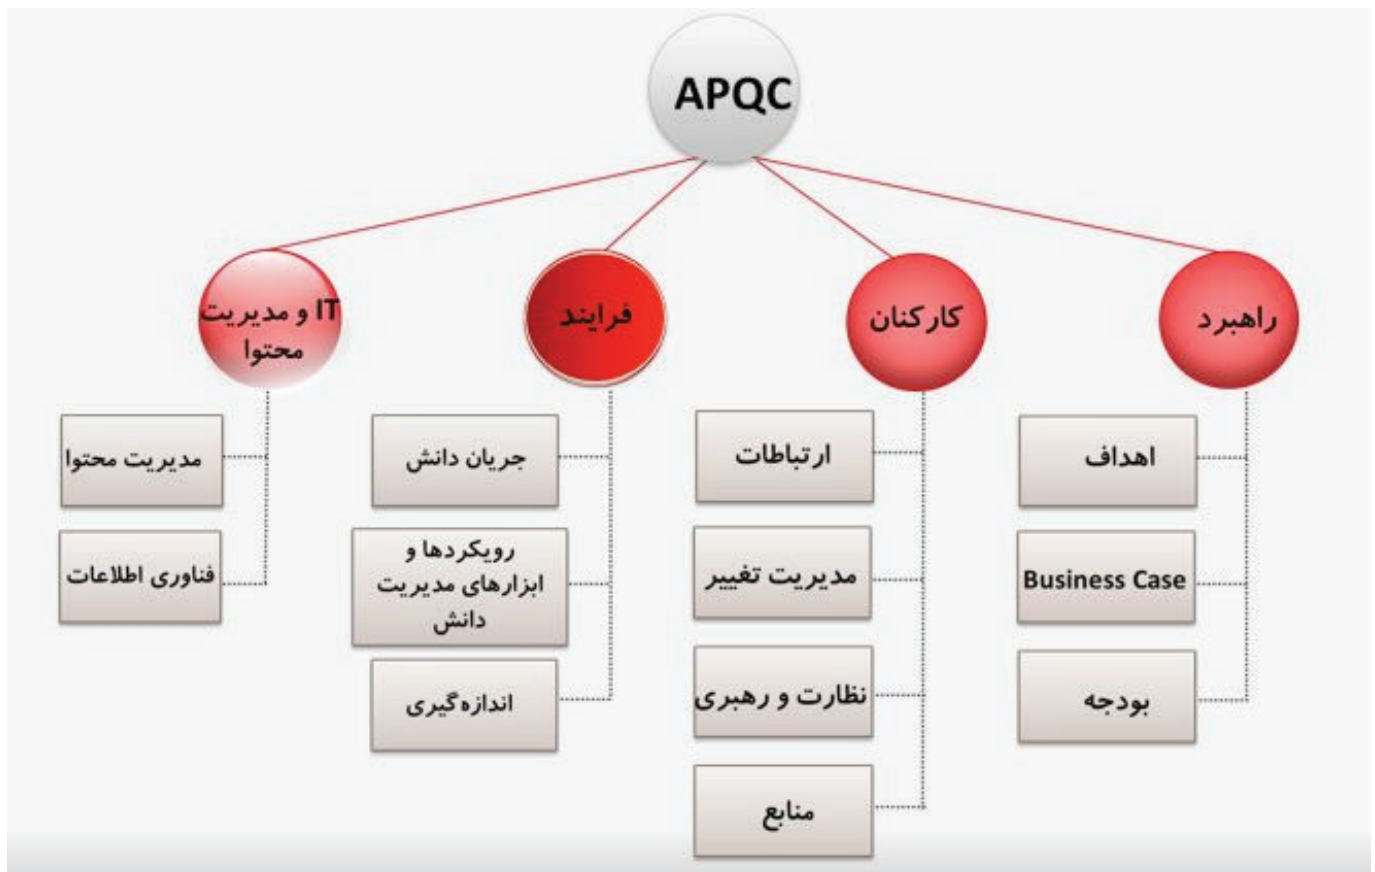 APQC
راهبرد
کارکنان
فرایند
IT و مدیریت
محتوا
اهداف
Business Case
بودجه
ارتباطات
مدیریت تغییر
نظارت و رهبری
منابع
جریان دانش
رویکردها و
ابزارهای مدیریت
دانش
اندازه‌گیری
مدیریت محتوا
فناوری اطلاعات